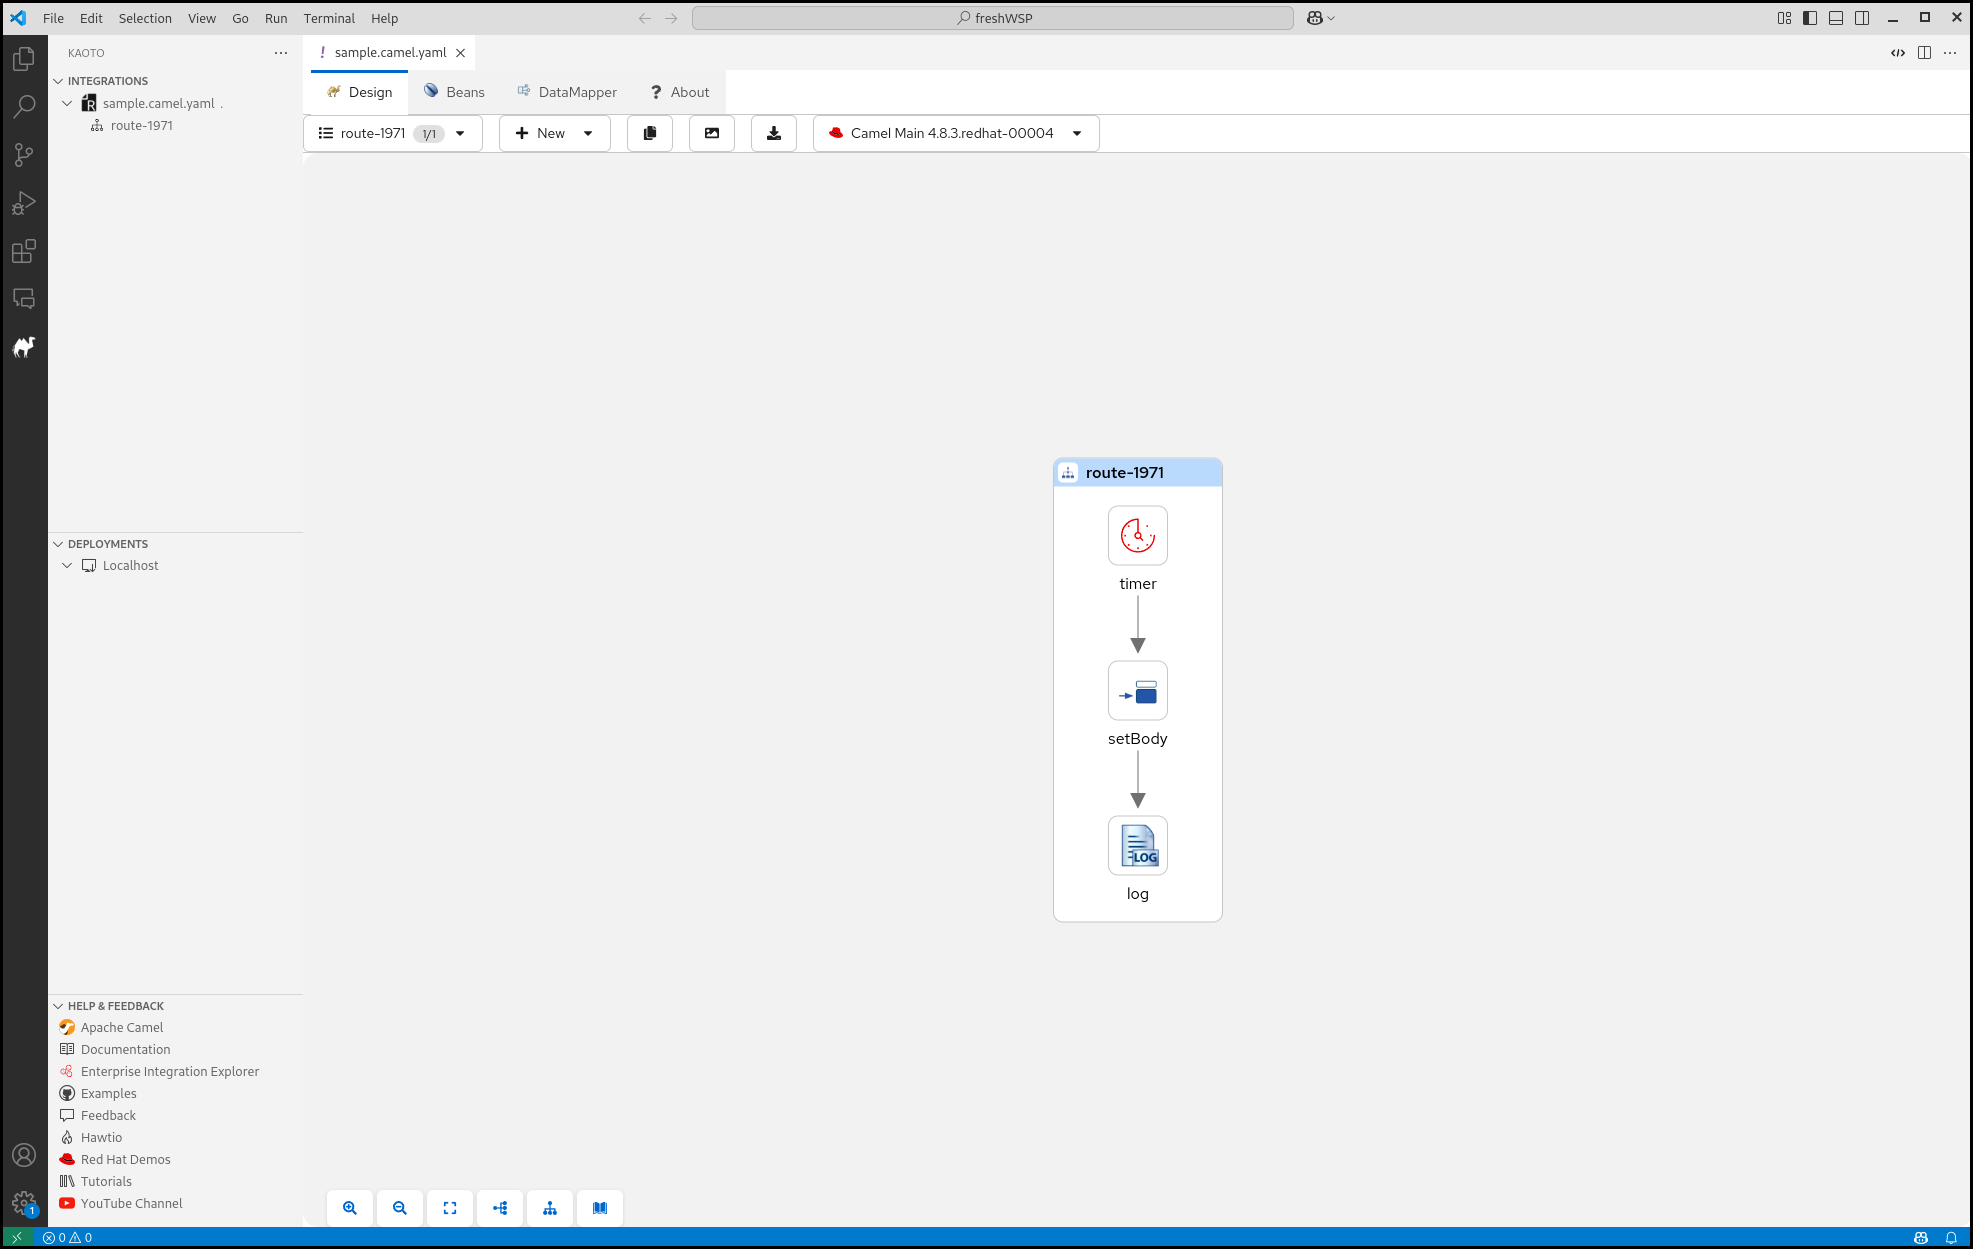 File Edit Selection View Go Run Terminal Help
freshWSP
KAOTO
INTEGRATIONS
sample.camel.yaml .
route-1971
DEPLOYMENTS
Localhost
HELP & FEEDBACK
Apache Camel
Documentation
Enterprise Integration Explorer
Examples
Feedback
Hawtio
Red Hat Demos
Tutorials
YouTube Channel
! sample.camel.yaml
Design Beans DataMapper ? About
route-1971 1/1 New Camel Main 4.8.3.redhat-00004
route-1971
timer
setBody
LOG
log
1
0 0